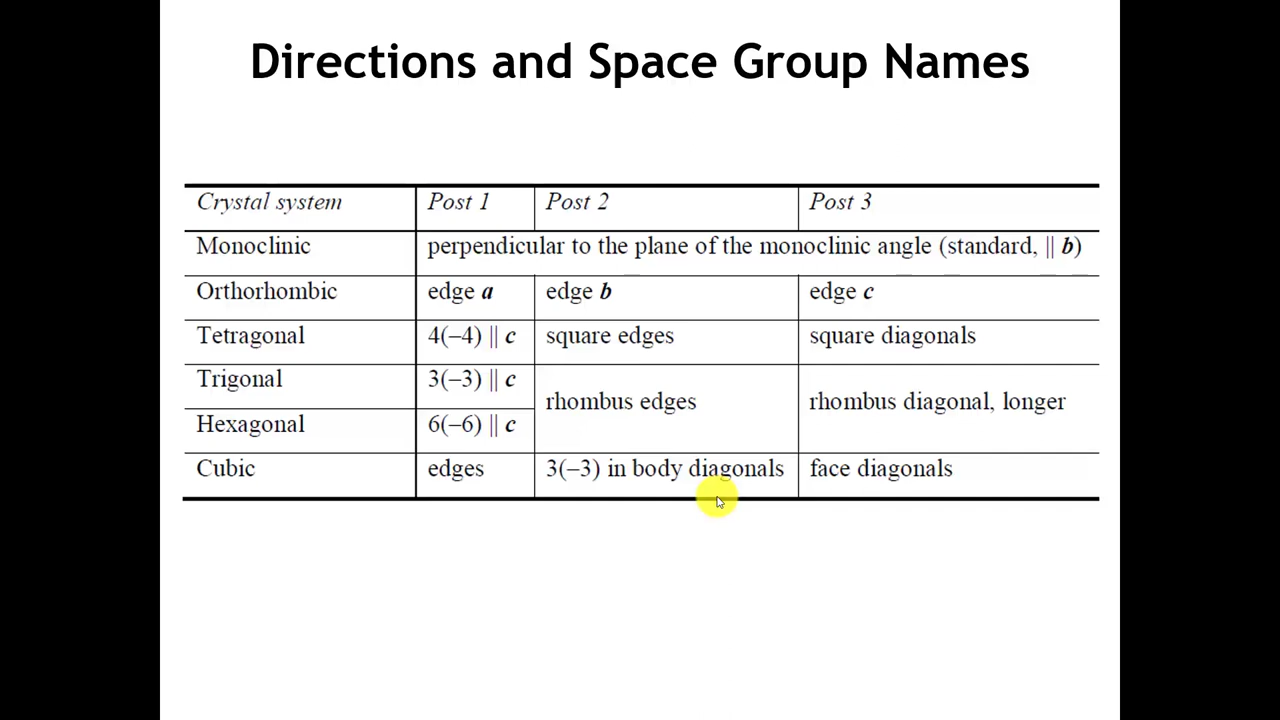 Directions and Space Group Names
Crystal system Post 1 Post 2 Post 3
Monoclinic perpendicular to the plane of the monoclinic angle (standard, || b)
Orthorhombic edge a edge b edge c
Tetragonal 4(–4) || c square edges square diagonals
Trigonal 3(–3) || c
rhombus edges rhombus diagonal, longer
Hexagonal 6(–6) || c
Cubic edges 3(–3) in body diagonals face diagonals